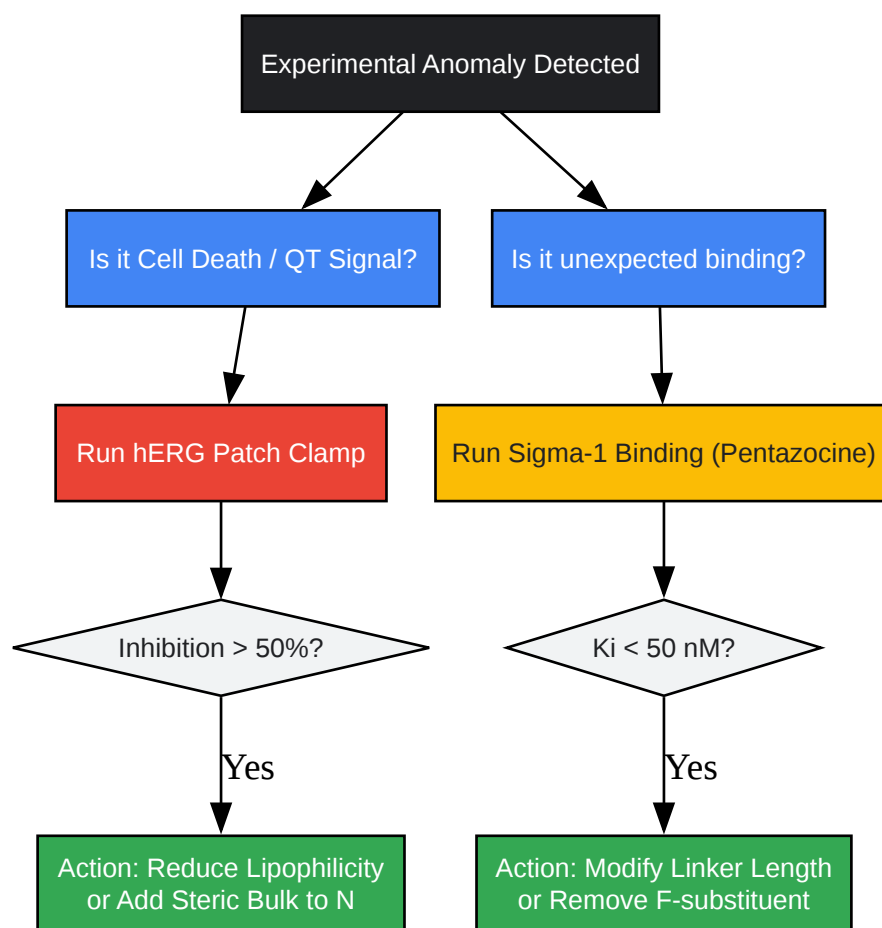 Experimental Anomaly Detected
Is it Cell Death / QT Signal?
Is it unexpected binding?
Run hERG Patch Clamp
Run Sigma-1 Binding (Pentazocine)
Inhibition > 50%?
Ki < 50 nM?
Yes
Yes
Action: Reduce Lipophilicity
or Add Steric Bulk to N
Action: Modify Linker Length
or Remove F-substituent